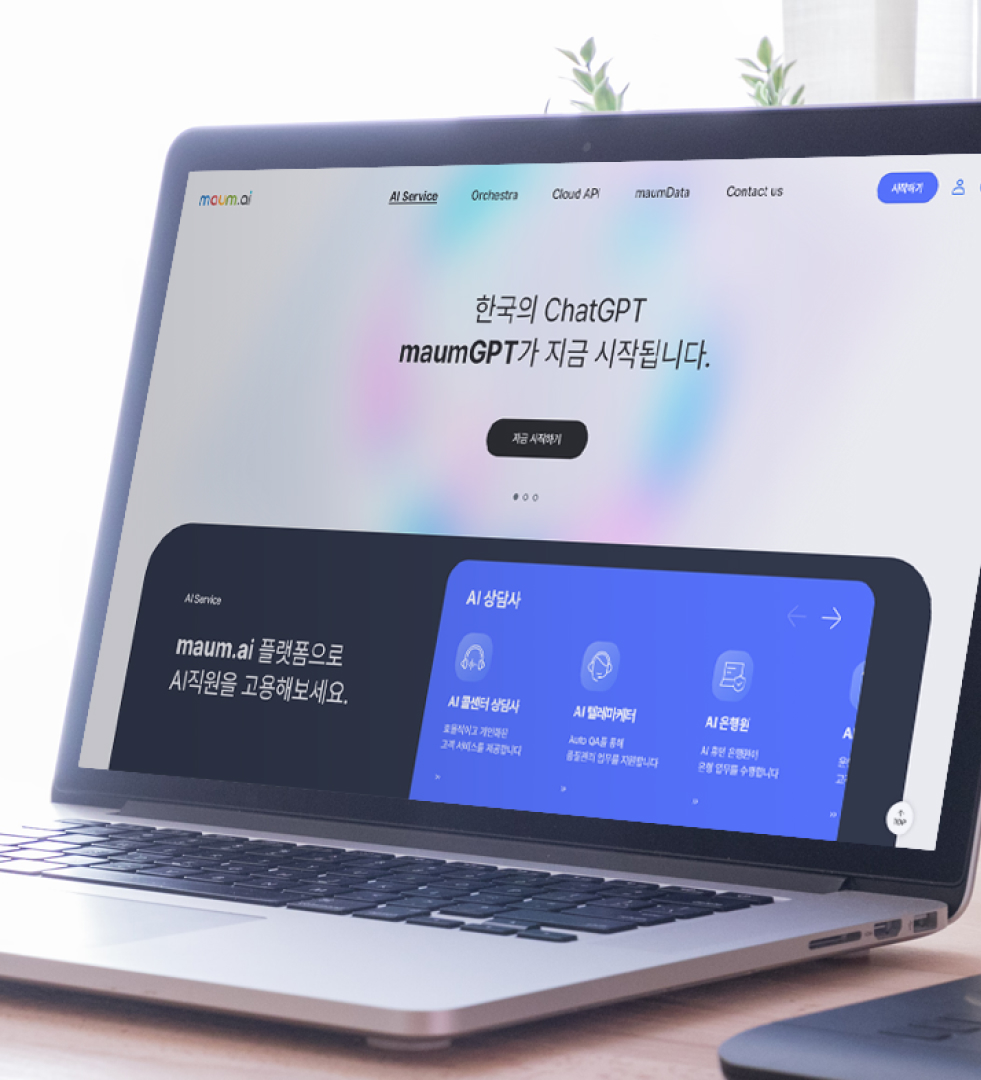 maum.ai
AI Service
Orchestra
Cloud API
maumData
Contact us
시작하기
한국의 ChatGPT
maumGPT가 지금 시작됩니다.
지금 시작하기
AI Service
maum.ai 플랫폼으로
AI직원을 고용해보세요.
AI 상담사
AI 콜센터 상담사
효율적이고 개인화된
고객 서비스를 제공합니다
AI 텔레마케터
Auto QA를 통해
품질관리 업무를 지원합니다
AI 은행원
AI 휴먼 은행원이
은행 업무를 수행합니다
TOP